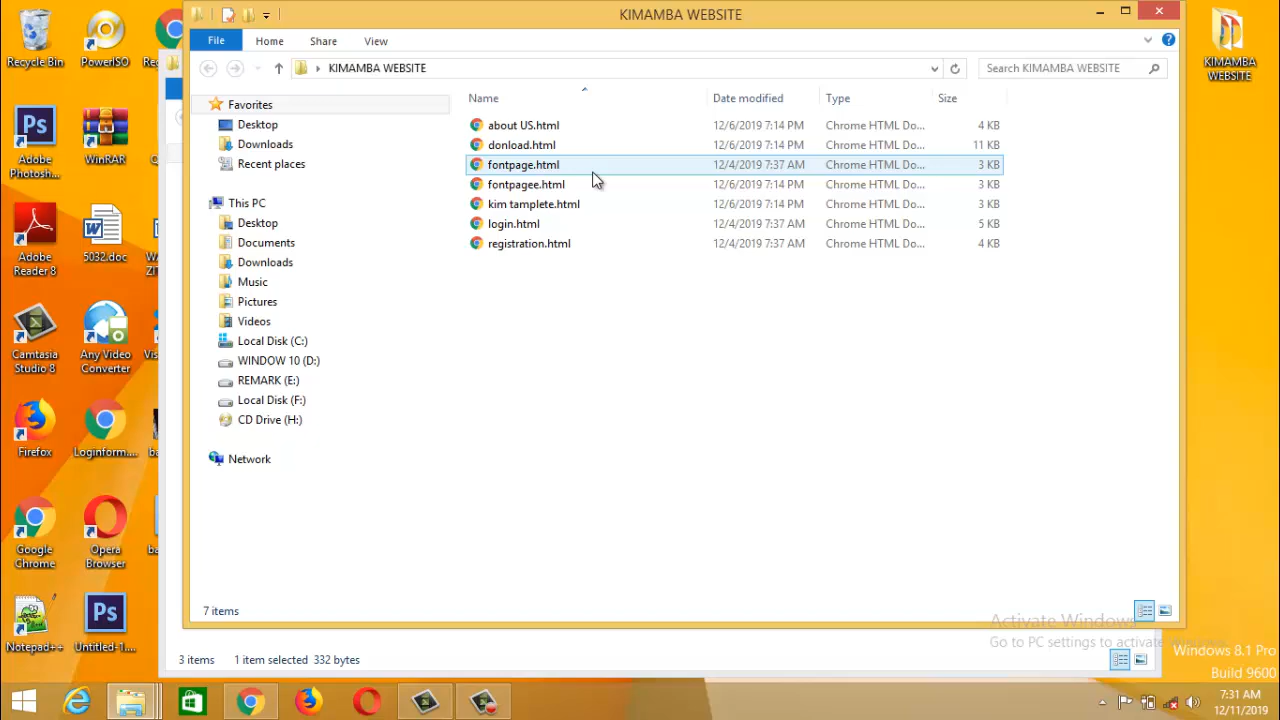 KIMAMBA WEBSITE
File
Home
Share
View
KIMAMBA WEBSITE
Search KIMAMBA WEBSITE
Favorites
Desktop
Downloads
Recent places
This PC
Desktop
Documents
Downloads
Music
Pictures
Videos
Local Disk (C:)
WINDOW 10 (D:)
REMARK (E:)
Local Disk (F:)
CD Drive (H:)
Network
Name Date modified Type Size
about US.html 12/6/2019 7:14 PM Chrome HTML Do... 4 KB
donload.html 12/6/2019 7:14 PM Chrome HTML Do... 11 KB
fontpage.html 12/4/2019 7:37 AM Chrome HTML Do... 3 KB
fontpagee.html 12/6/2019 7:14 PM Chrome HTML Do... 3 KB
kim tamplete.html 12/6/2019 7:14 PM Chrome HTML Do... 3 KB
login.html 12/4/2019 7:37 AM Chrome HTML Do... 5 KB
registration.html 12/4/2019 7:37 AM Chrome HTML Do... 4 KB
7 items
3 items 1 item selected 332 bytes
Recycle Bin
PowerISO
Ps
Adobe
Photosh...
WinRAR
Adobe
Reader 8
5032.doc
Camtasia
Studio 8
Any Video
Converter
Firefox
Loginform....
Google
Chrome
Opera
Browser
Notepad++
Ps
Untitled-1....
KIMAMBA
WEBSITE
Activate Windows
Go to PC settings to activate
Windows 8.1 Pro
Build 9600
7:31 AM
12/11/2019